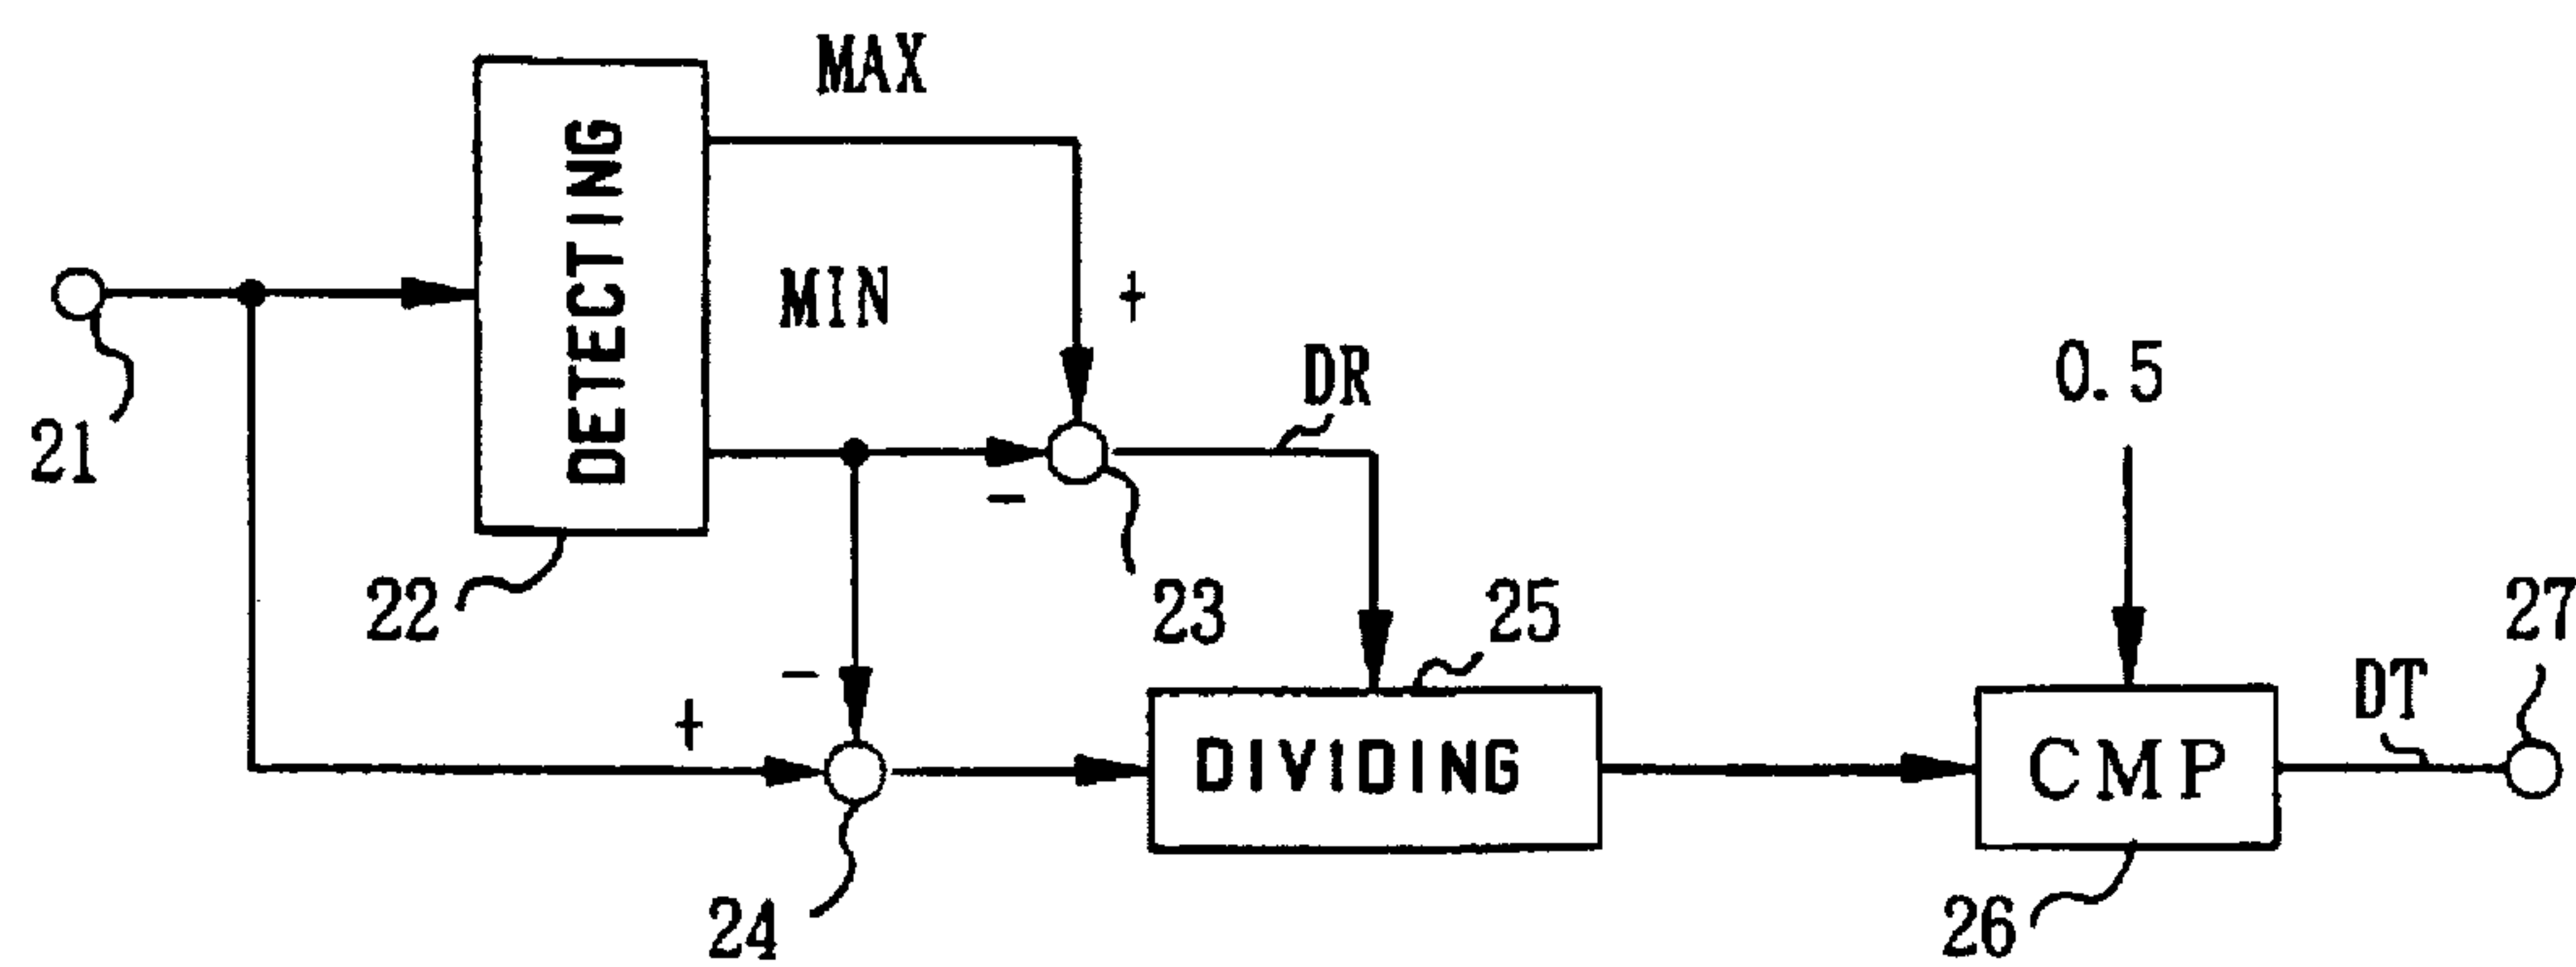 MAX
DETECTING
MIN
+
21
DR
0.5
-
22
23
25
27
-
+
DT
DIVIDING
CMP
24
26